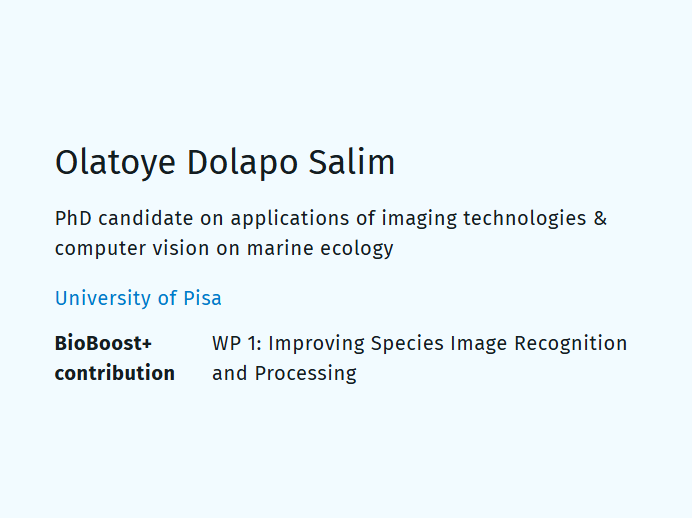 Olatoye Dolapo Salim
PhD candidate on applications of imaging technologies &
computer vision on marine ecology
University of Pisa
BioBoost+ WP 1: Improving Species Image Recognition
contribution and Processing